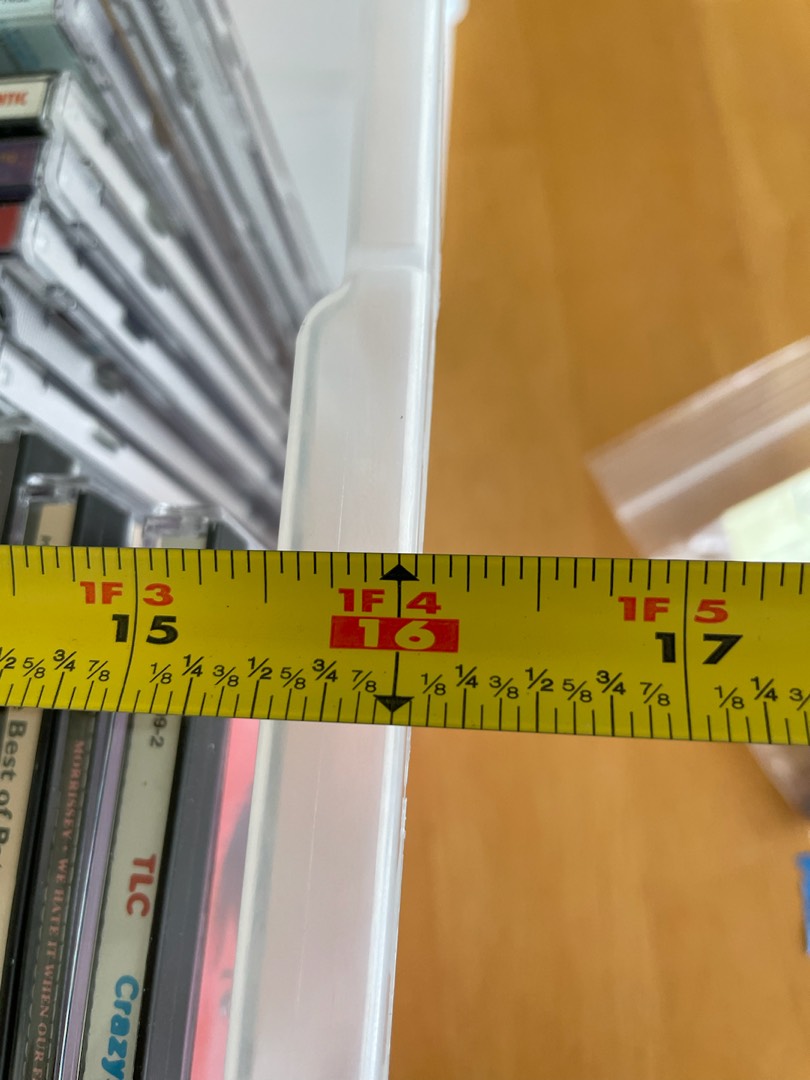 NTIC
1F 3 1F 4 1F 5
15 16 17
1/2 5/8 3/4 7/8 1/8 1/4 3/8 1/2 5/8 3/4 7/8 1/8 1/4 3/8 1/2 5/8 3/4 7/8 1/8 1/4
9-2
Best of
MORRISSEY · WE HATE IT WHEN OUR F
TLC Crazy